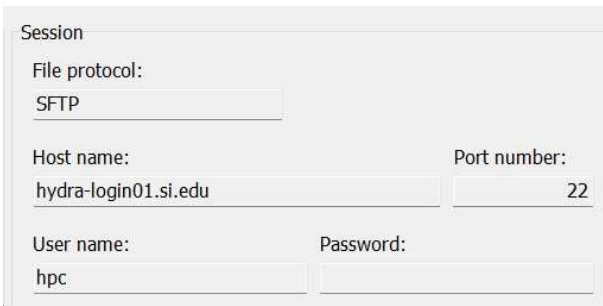 Session
File protocol:
SFTP
Host name: Port number:
hydra-login01.si.edu 22
User name: Password:
hpc